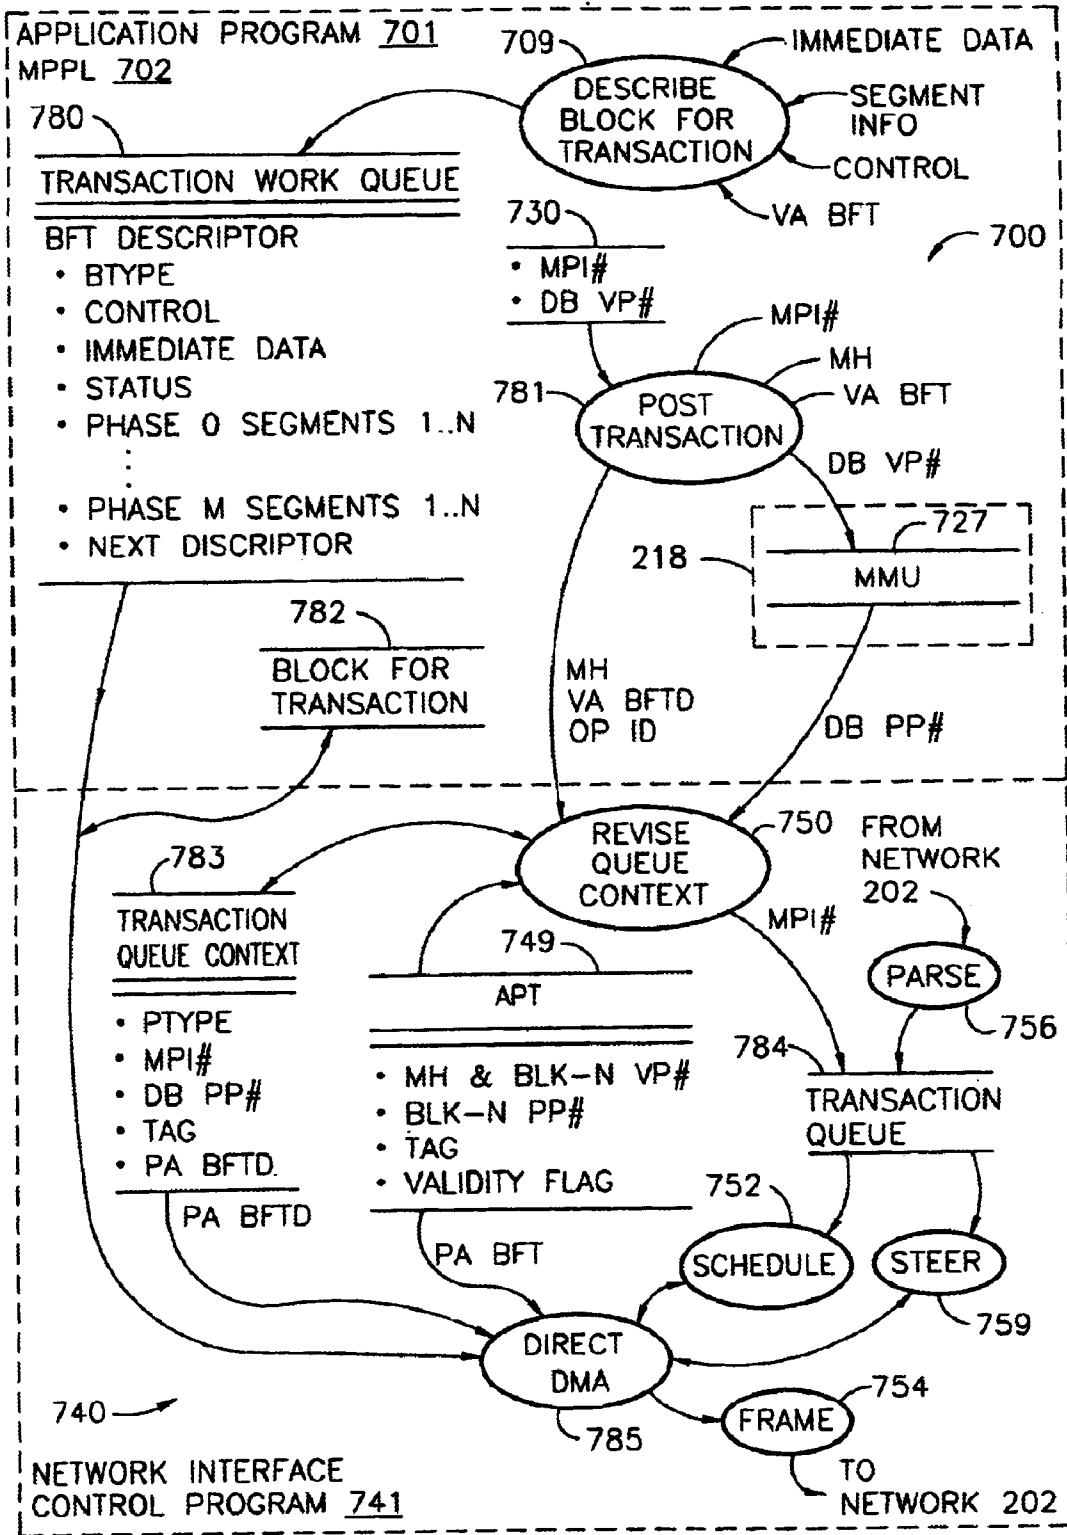 APPLICATION PROGRAM 701
MPPL 702
709
IMMEDIATE DATA
DESCRIBE
BLOCK FOR
TRANSACTION
SEGMENT
INFO
CONTROL
VA BFT
780
TRANSACTION WORK QUEUE
BFT DESCRIPTOR
• BTYPE
• CONTROL
• IMMEDIATE DATA
• STATUS
• PHASE 0 SEGMENTS 1..N
⋮
• PHASE M SEGMENTS 1..N
• NEXT DISCRIPTOR
730
• MPI#
• DB VP#
700
MPI#
MH
VA BFT
781
POST
TRANSACTION
DB VP#
727
218
MMU
782
BLOCK FOR
TRANSACTION
MH
VA BFTD
OP ID
DB PP#
REVISE
QUEUE
CONTEXT
750
FROM
NETWORK
202
783
TRANSACTION
QUEUE CONTEXT
• PTYPE
• MPI#
• DB PP#
• TAG
• PA BFTD.
PA BFTD
749
APT
• MH & BLK-N VP#
• BLK-N PP#
• TAG
• VALIDITY FLAG
PA BFT
MPI#
PARSE
756
784
TRANSACTION
QUEUE
752
SCHEDULE
STEER
759
DIRECT
DMA
785
754
FRAME
TO
NETWORK 202
740
NETWORK INTERFACE
CONTROL PROGRAM 741